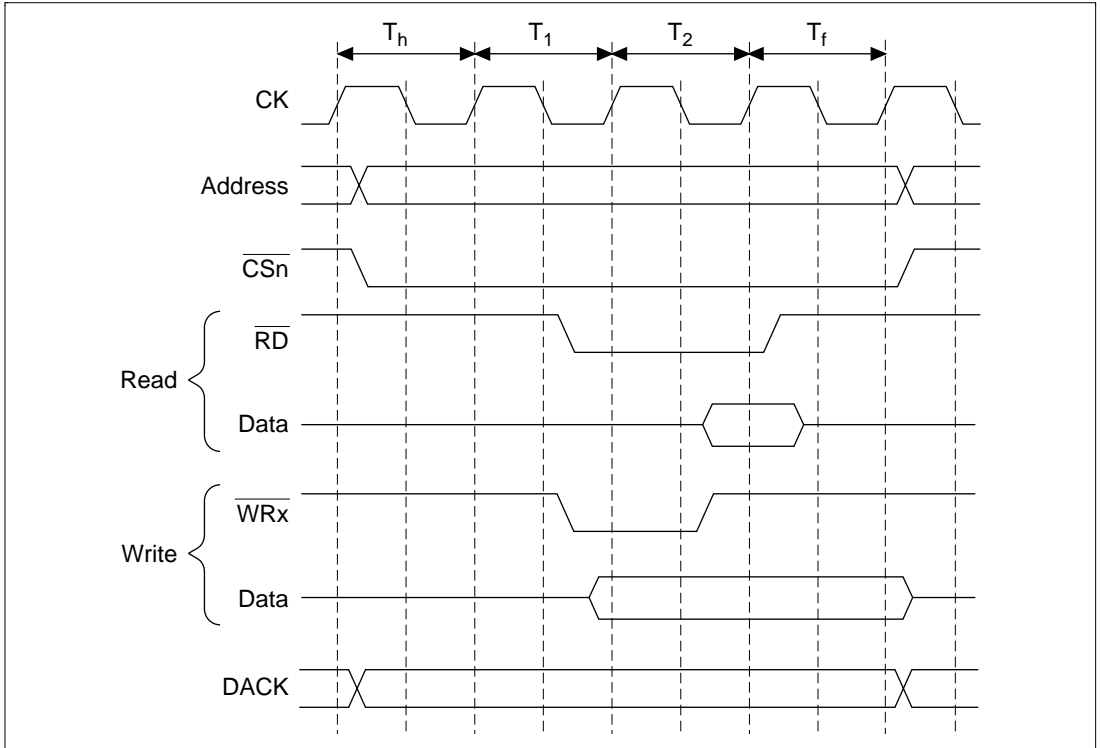 Th T1 T2 Tf
CK
Address
CSn
RD
Read
Data
WRx
Write
Data
DACK